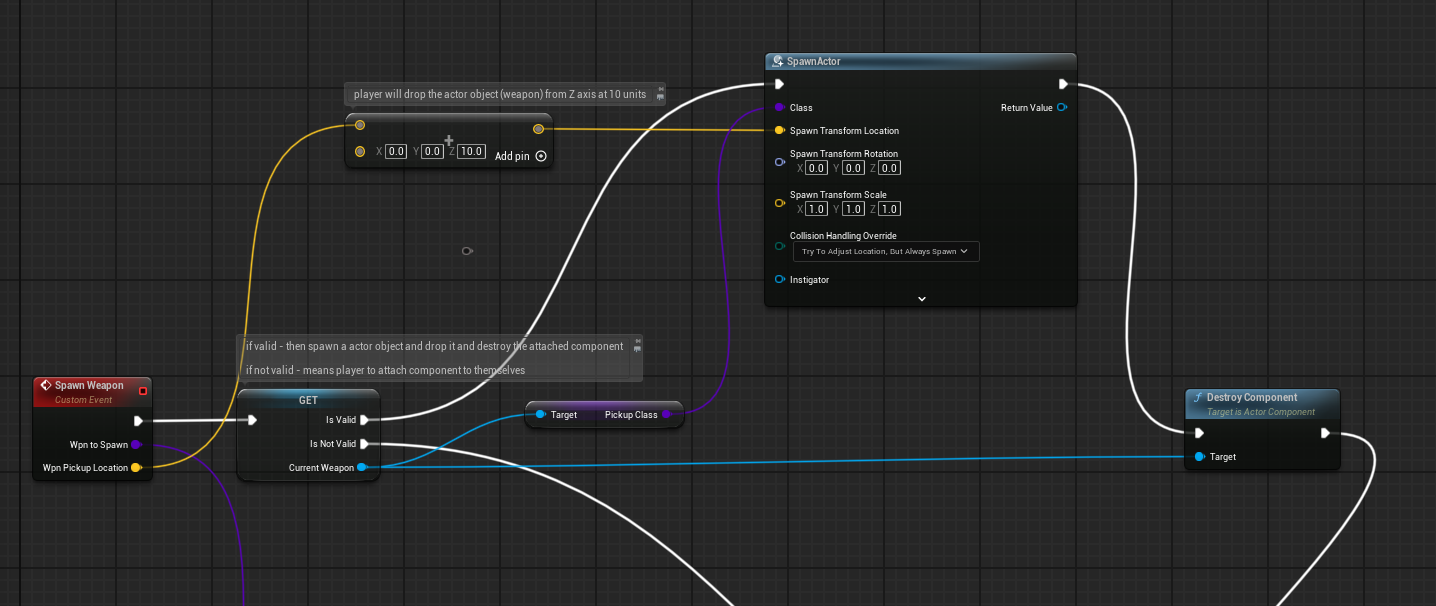 SpawnActor
player will drop the actor object (weapon) from Z axis at 10 units
Class
Return Value
Spawn Transform Location
X 0.0 Y 0.0 Z 10.0
Add pin
Spawn Transform Rotation
X 0.0 Y 0.0 Z 0.0
Spawn Transform Scale
X 1.0 Y 1.0 Z 1.0
Collision Handling Override
Try To Adjust Location, But Always Spawn
Instigator
if valid - then spawn a actor object and drop it and destroy the attached component
if not valid - means player to attach component to themselves
Spawn Weapon
Custom Event
Wpn to Spawn
Wpn Pickup Location
GET
Is Valid
Is Not Valid
Current Weapon
Target
Pickup Class
Destroy Component
Target is Actor Component
Target